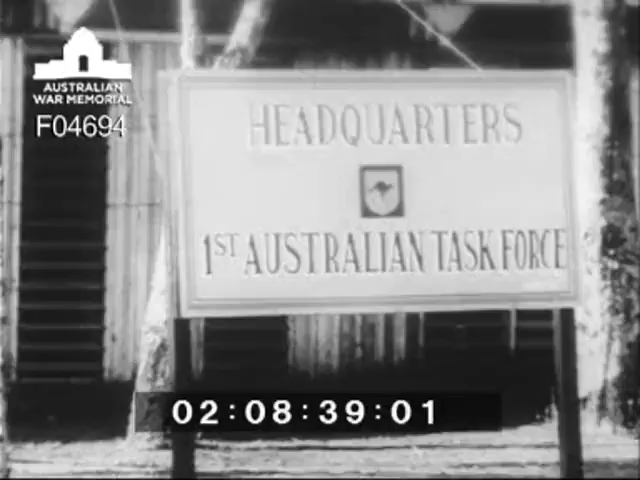 AUSTRALIAN
WAR MEMORIAL
F04694
HEADQUARTERS
1ST AUSTRALIAN TASK FORCE
02:08:39:01